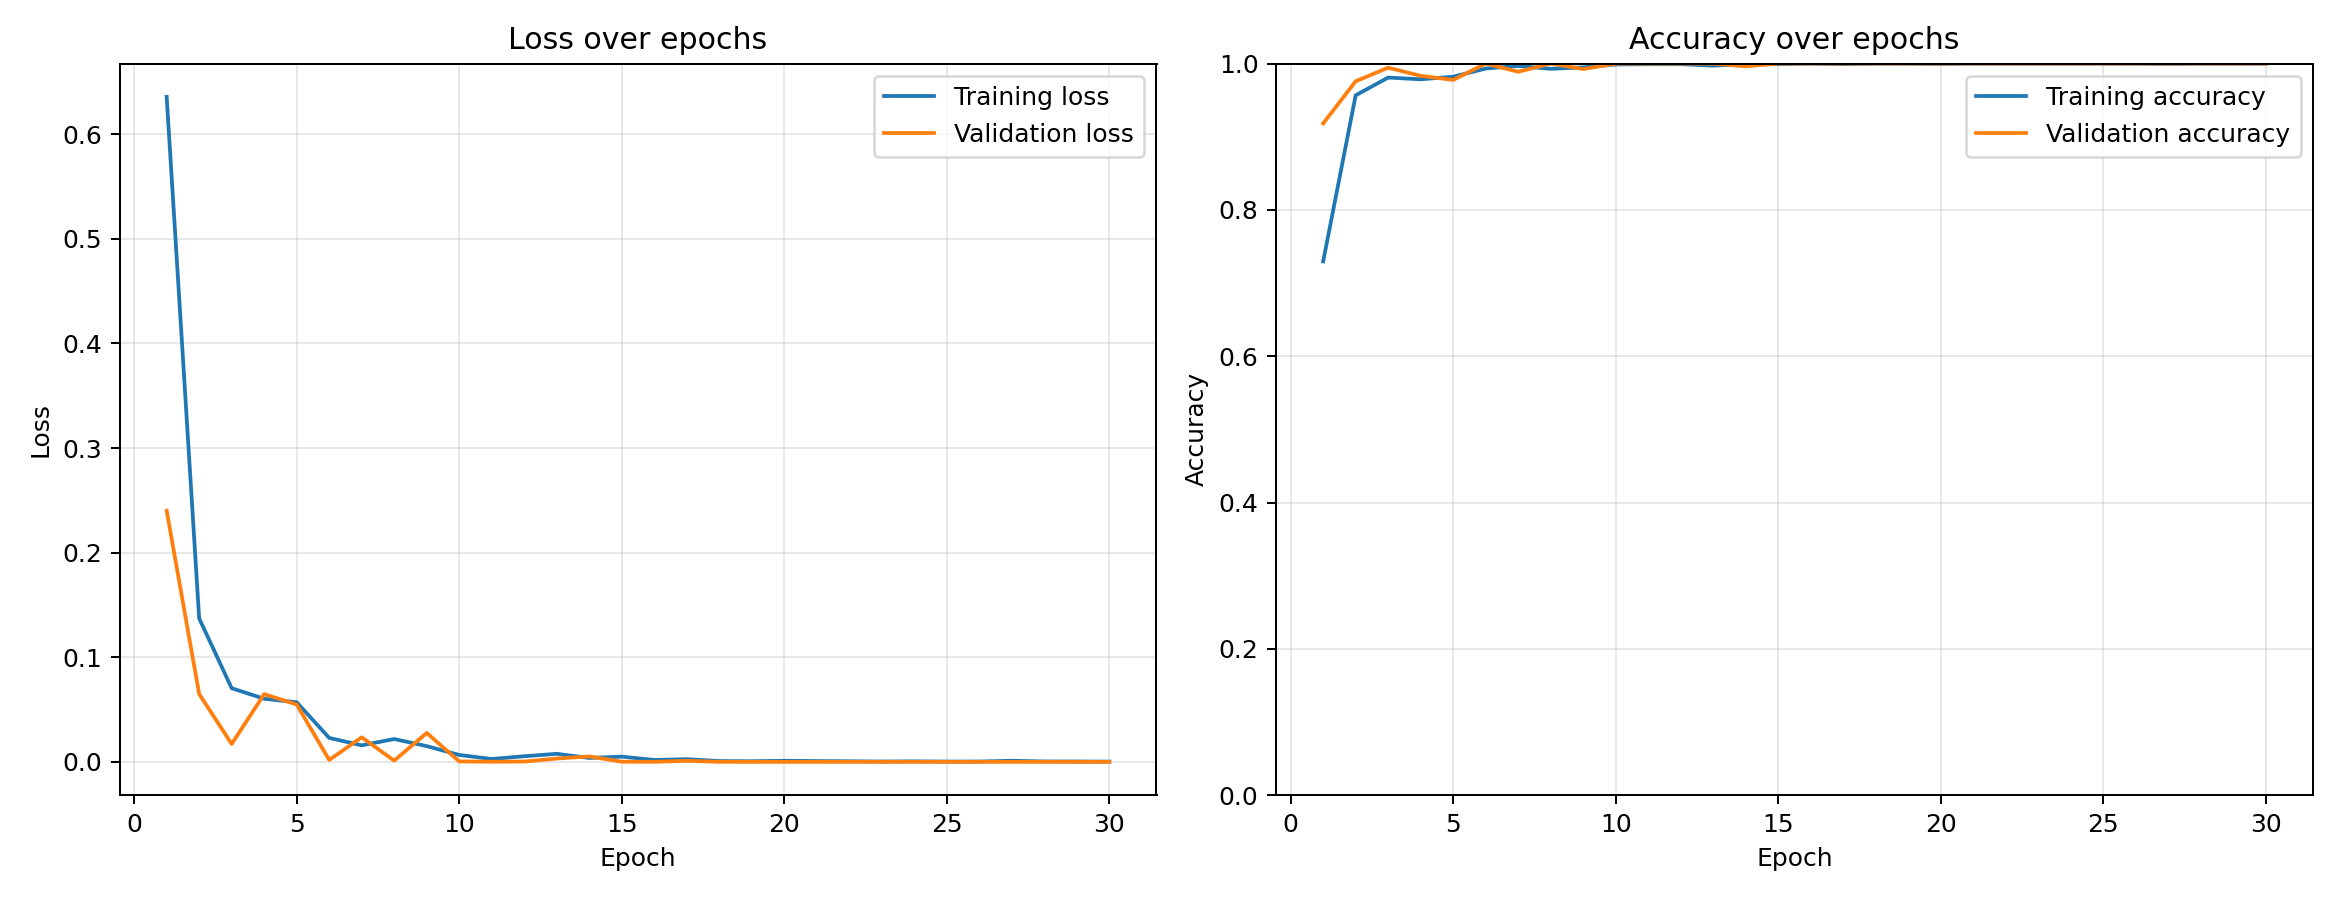 Loss over epochs
Training loss
Validation loss
0.6
0.5
0.4
0.3
0.2
0.1
0.0
Loss
0 5 10 15 20 25 30
Epoch
Accuracy over epochs
Training accuracy
Validation accuracy
1.0
0.8
0.6
0.4
0.2
0.0
Accuracy
0 5 10 15 20 25 30
Epoch